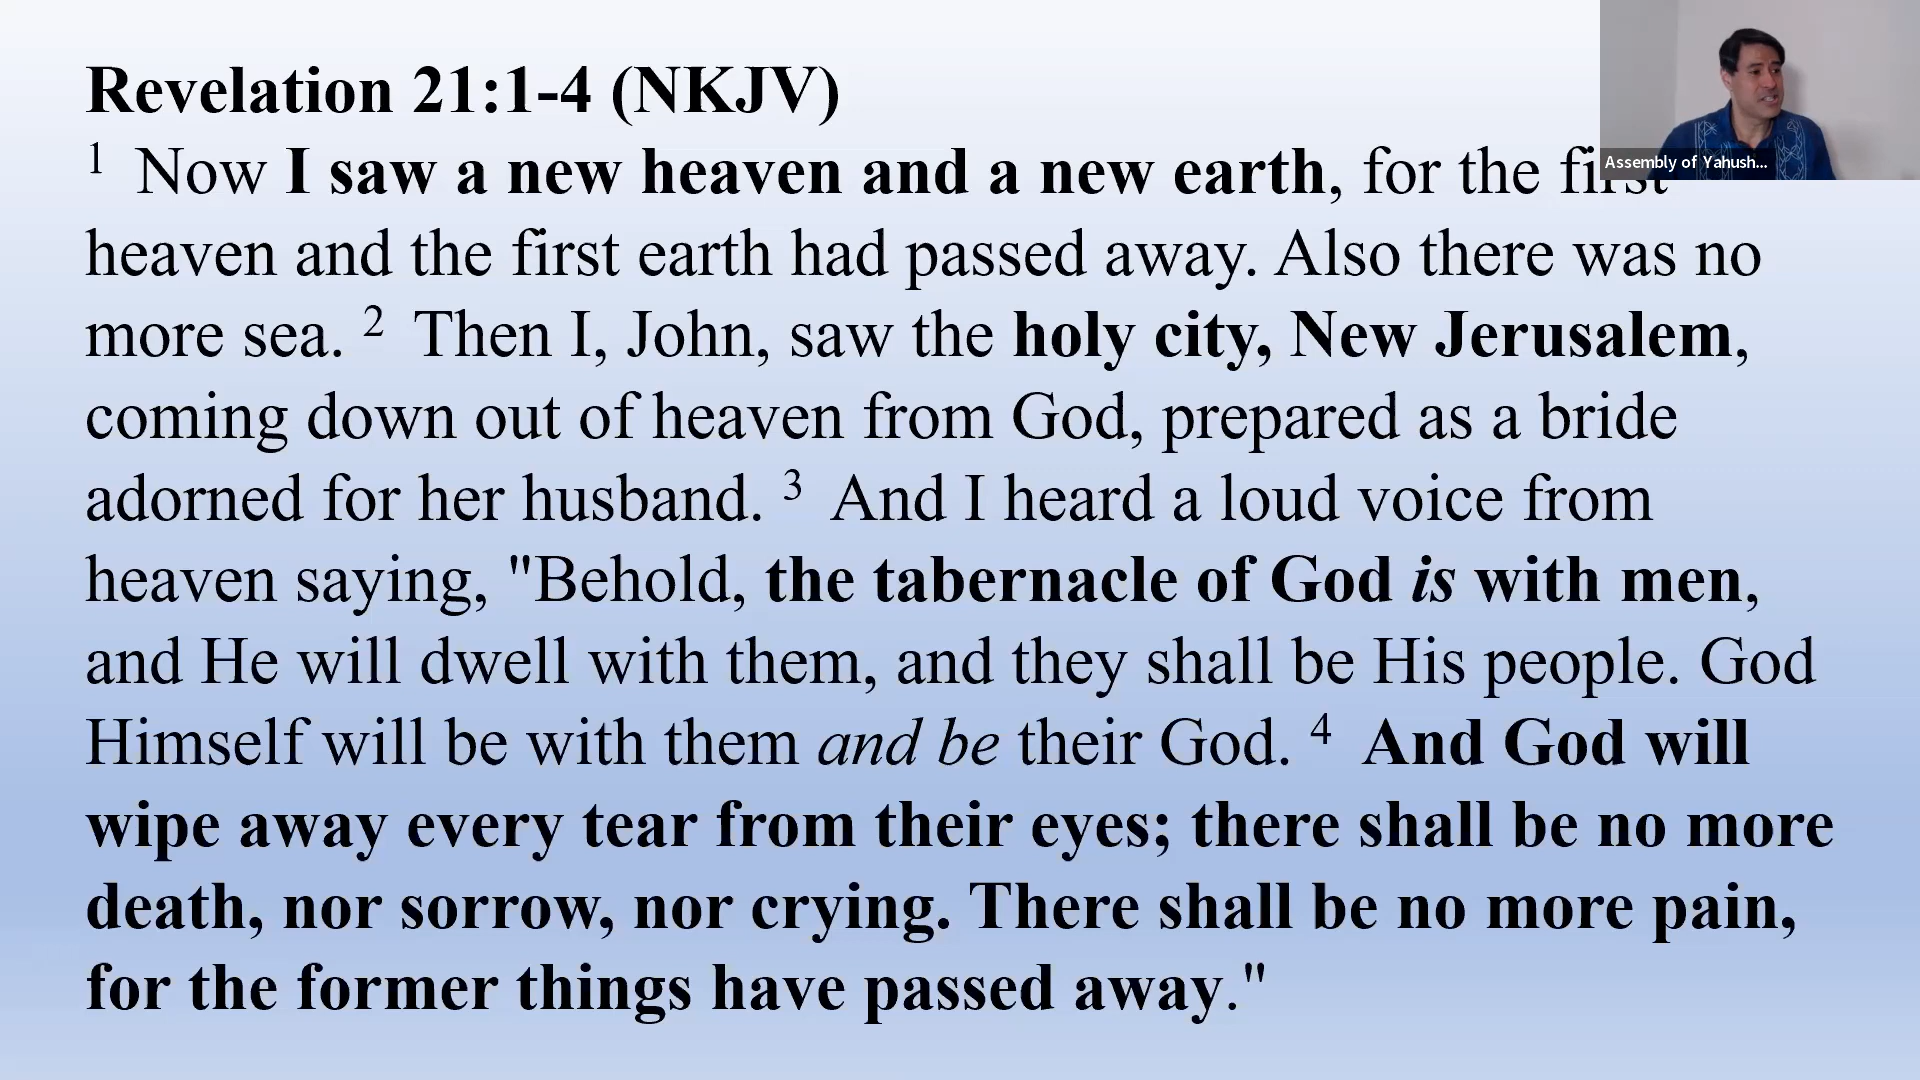 Revelation 21:1-4 (NKJV)
1 Now I saw a new heaven and a new earth, for the first
heaven and the first earth had passed away. Also there was no
more sea. 2 Then I, John, saw the holy city, New Jerusalem,
coming down out of heaven from God, prepared as a bride
adorned for her husband. 3 And I heard a loud voice from
heaven saying, "Behold, the tabernacle of God is with men,
and He will dwell with them, and they shall be His people. God
Himself will be with them and be their God. 4 And God will
wipe away every tear from their eyes; there shall be no more
death, nor sorrow, nor crying. There shall be no more pain,
for the former things have passed away."
Assembly of Yahush...